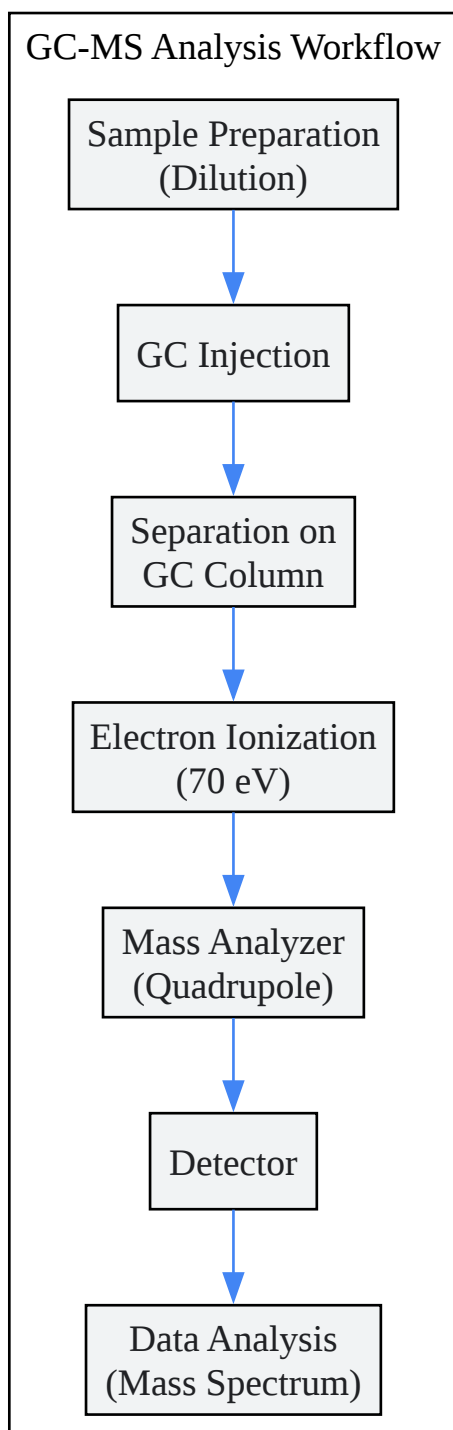 GC-MS Analysis Workflow
Sample Preparation
(Dilution)
GC Injection
Separation on
GC Column
Electron Ionization
(70 eV)
Mass Analyzer
(Quadrupole)
Detector
Data Analysis
(Mass Spectrum)